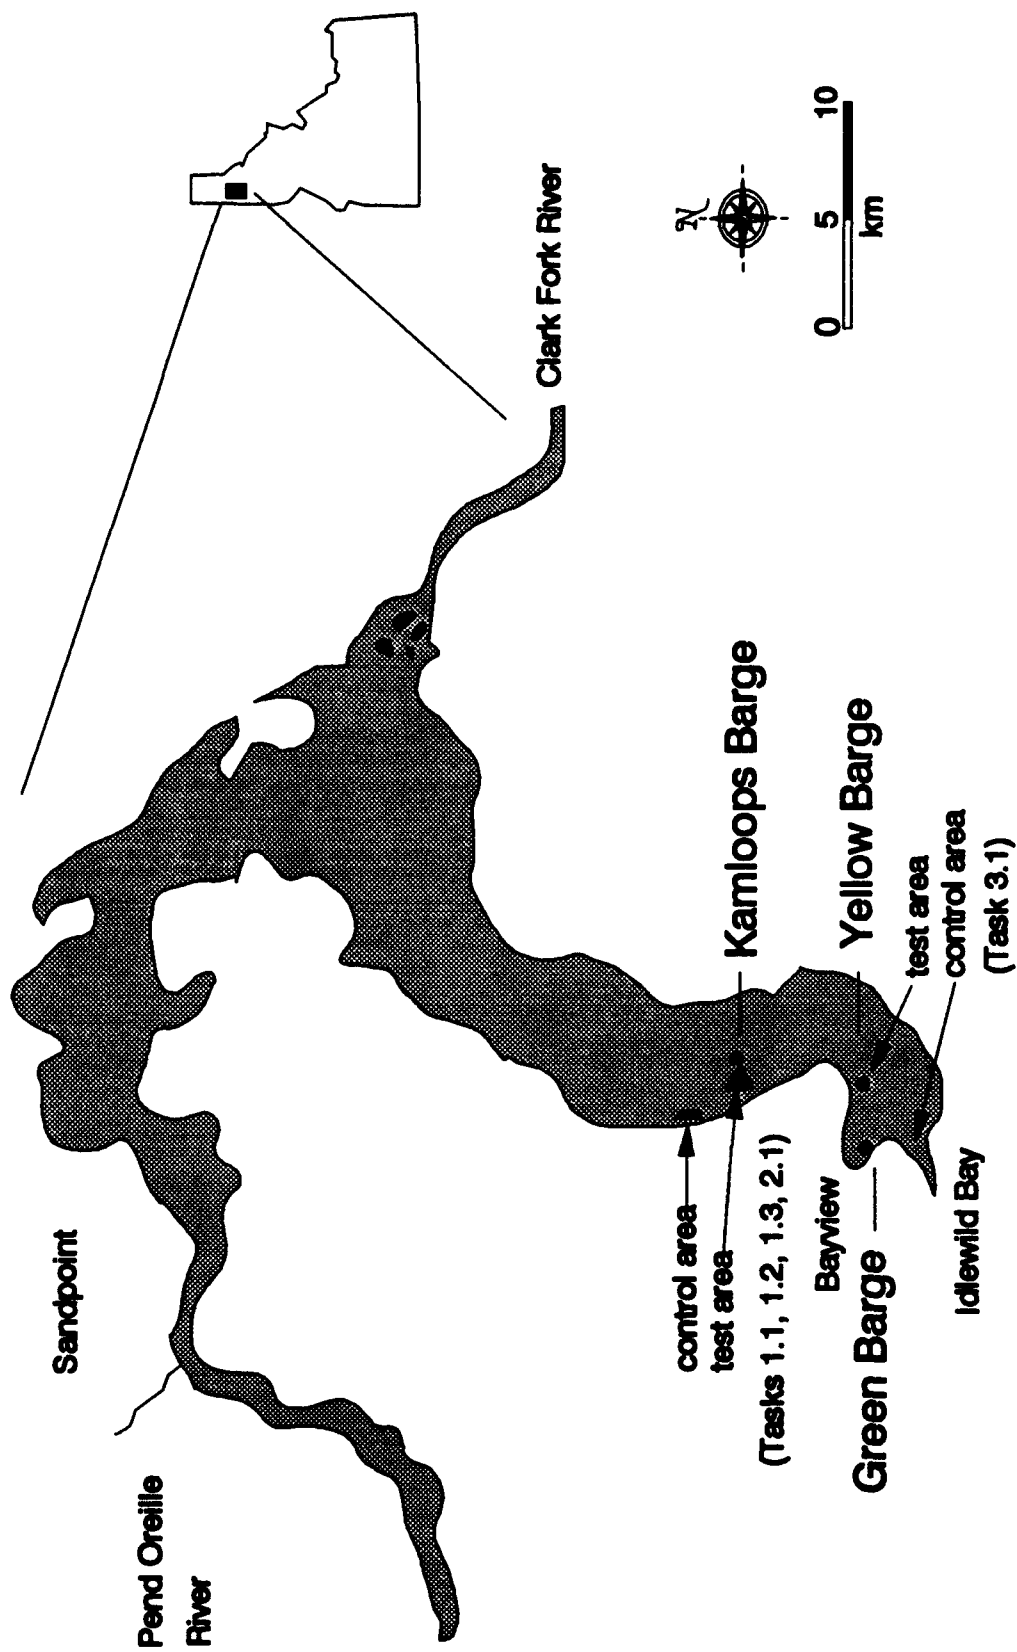 Clark Fork River
N
0 5 10
km
Sandpoint
Pend Oreille
River
Kamloops Barge
control area
test area
(Tasks 1.1, 1.2, 1.3, 2.1)
Yellow Barge
Bayview
Green Barge
test area
control area
(Task 3.1)
Idlewild Bay